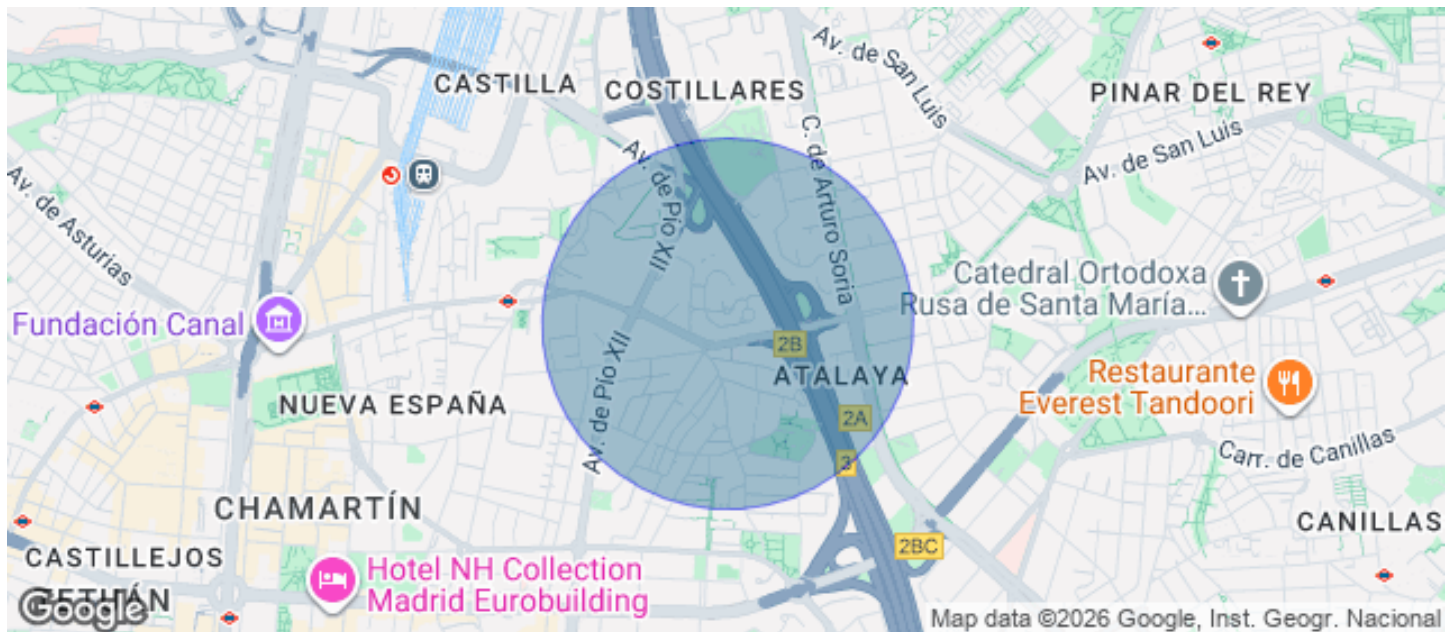 Av. de San Luis
CASTILLA
COSTILLARES
PINAR DEL REY
Av. de San Luis
Av. de Pío XII
C. de Arturo Soria
Av. de Asturias
Catedral Ortodoxa
Rusa de Santa María...
Fundación Canal
2B
ATALAYA
Av. de Pío XII
Restaurante
Everest Tandoori
NUEVA ESPAÑA
2A
Carr. de Canillas
3
CHAMARTÍN
CANILLAS
2BC
CASTILLEJOS
Hotel NH Collection
Madrid Eurobuilding
Google
Map data ©2026 Google, Inst. Geogr. Nacional